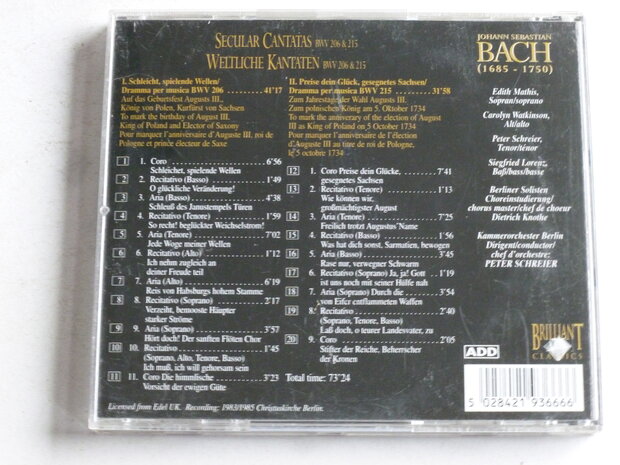 SECULAR CANTATAS BWV 206 & 215
WELTLICHE KANTATEN BWV 206 & 215
JOHANN SEBASTIAN
BACH
(1685 - 1750)
I. Schleicht, spielende Wellen/
Dramma per musica BWV 206 41'17
Auf das Geburtsfest Augusts III.,
König von Polen, Kurfürst von Sachsen
To mark the birthday of August III,
King of Poland and Elector of Saxony
Pour marquer l'anniversaire d'Auguste III, roi de
Pologne et prince électeur de Saxe
1 1. Coro 6'56
Schleichet, spielende Wellen
2 2. Recitativo (Basso) 1'49
O glückliche Veränderung!
3 3. Aria (Basso) 4'38
Schleuß des Janustempels Türen
4 4. Recitativo (Tenore) 1'59
So recht! beglückter Weichselstrom!
5 5. Aria (Tenore) 7'02
Jede Woge meiner Wellen
6 6. Recitativo (Alto) 1'12
Ich nehm zugleich an
deiner Freude teil
7 7. Aria (Alto) 6'19
Reis von Habsburgs hohem Stamme
8 8. Recitativo (Soprano) 2'17
Verzeiht, bemooste Häupter
starker Ströme
9 9. Aria (Soprano) 3'57
Hört doch! Der sanften Flöten Chor
10 10. Recitativo 1'45
(Soprano, Alto, Tenore, Basso)
Ich muß, ich will gehorsam sein
11 11. Coro Die himmlische 3'23
Vorsicht der ewigen Güte
II. Preise dein Glück, gesegnetes Sachsen/
Dramma per musica BWV 215 31'58
Zum Jahrestage der Wahl Augusts III.
Zum polnischen König am 5. Oktober 1734
To mark the anniverary of the election of August
III as King of Poland on 5 October 1734
Pour marquer l'anniversaire de l'élection
d'Auguste III au titre de roi de Pologne,
le 5 octobre 1734
12 1. Coro Preise dein Glücke, 7'41
gesegnetes Sachsen
13 2. Recitativo (Tenore) 1'13
Wie können wir,
großmächtigster August
14 3. Aria (Tenore) 7'25
Freilich trotzt Augustus' Name
15 4. Recitativo (Basso) 1'56
Was hat dich sonst, Sarmatien, bewogen
16 5. Aria (Basso) 3'45
Rase nur, verwegner Schwarm
17 6. Recitativo (Soprano) Ja, ja! Gott 1'19
ist uns noch mit seiner Hülfe nah
18 7. Aria (Soprano) Durch die 3'54
von Eifer entflammeten Waffen
19 8. Recitativo 2'40
(Soprano, Tenore, Basso)
Laß doch, o teurer Landesvater, zu
20 9. Coro 2'05
Stifter der Reiche, Beherrscher
der Kronen
Total time: 73'24
Edith Mathis,
Sopran/soprano
Carolyn Watkinson,
Alt/alto
Peter Schreier,
Tenor/ténor
Siegfried Lorenz,
Baß/bass/basse
Berliner Solisten
Choreinstudierung/
chorus master/chef de choeur
Dietrich Knothe
Kammerorchester Berlin
Dirigent/conductor/
chef d'orchestre:
PETER SCHREIER
BRILLIANT
CLASSICS
ADD
5 028421 936666
Licensed from Edel UK. Recording: 1983/1985 Christuskirche Berlin.